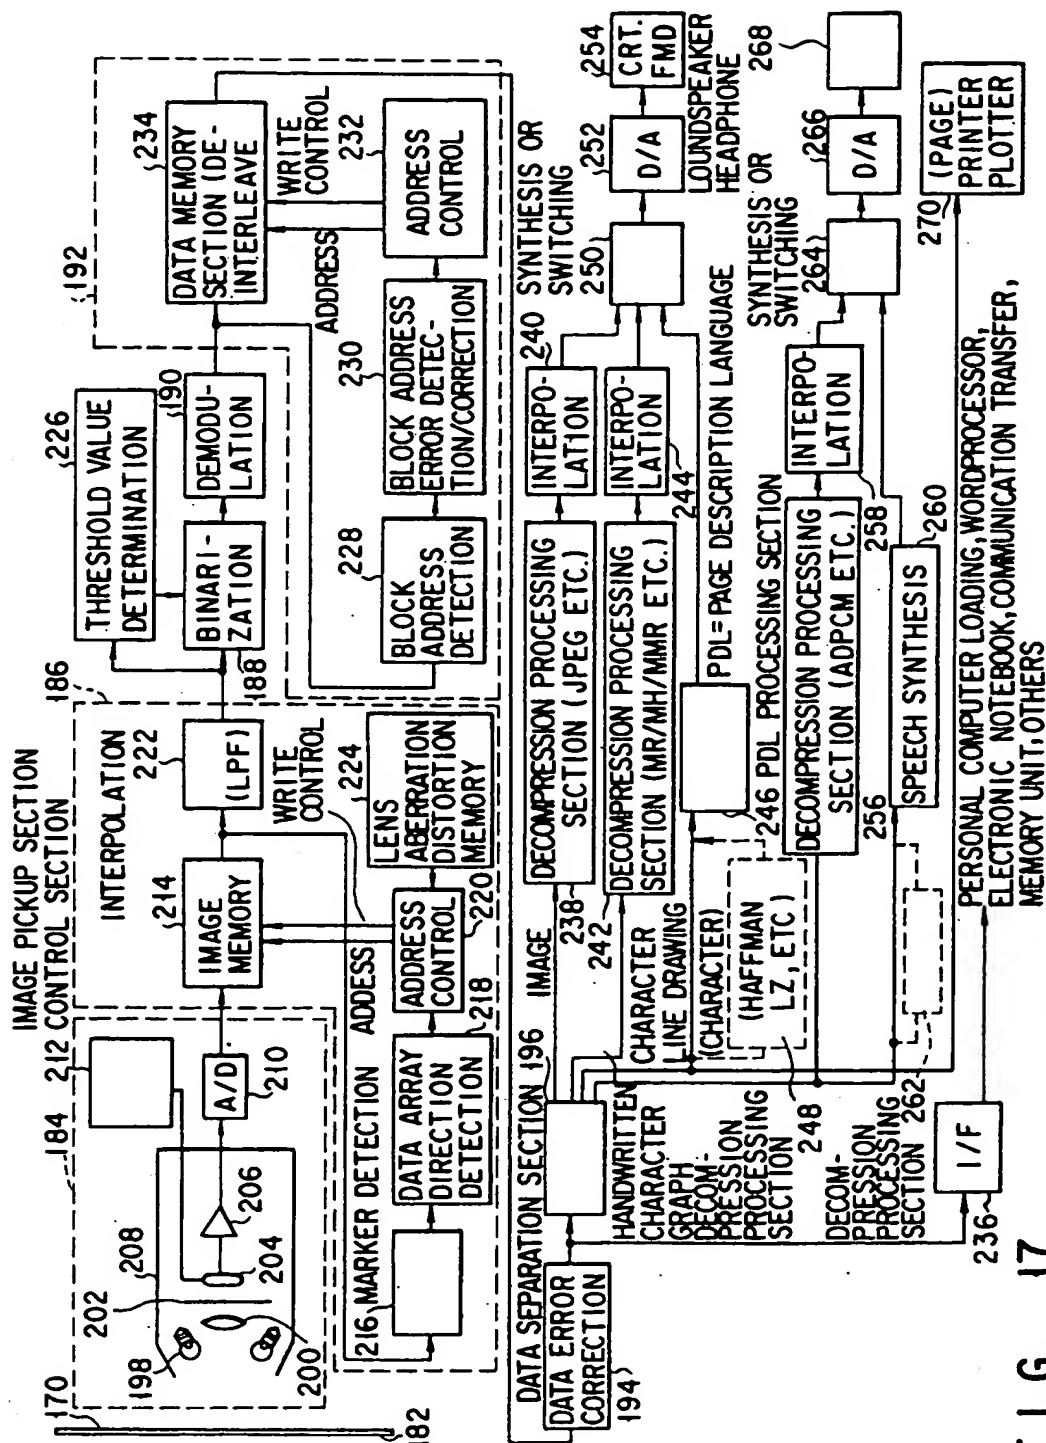 170
182
184
198
200
202
204
206
208
A/D
210
212
IMAGE PICKUP SECTION
CONTROL SECTION
186
INTERPOLATION
IMAGE
MEMORY
214
(LPF)
222
WRITE
CONTROL
ADDESS
216 MARKER DETECTION
DATA ARRAY
DIRECTION
DETECTION
218
ADDRESS
CONTROL
220
LENS
ABERRATION
DISTORTION
MEMORY
224
THRESHOLD VALUE
DETERMINATION
226
BINARI-
ZATION
188
DEMODU-
LATION
190
192
DATA MEMORY
SECTION (DE-
INTERLEAVE
234
WRITE
CONTROL
ADDRESS
BLOCK
ADDRESS
DETECTION
228
BLOCK ADDRESS
ERROR DETEC-
TION/CORRECTION
230
ADDRESS
CONTROL
232
DATA ERROR
CORRECTION
194
DATA SEPARATION SECTION 196
IMAGE
DECOMPRESSION PROCESSING
SECTION (JPEG ETC.)
238
INTERPO-
LATION
240
HANDWRITTEN
CHARACTER
GRAPH
CHARACTER
LINE DRAWING
DECOMPRESSION PROCESSING
SECTION (MR/MH/MMR ETC.)
242
INTERPO-
LATION
244
SYNTHESIS OR
SWITCHING
250
D/A
252
CRT.
FMD
254
(CHARACTER)
DECOM-
PRESSION
PROCESSING
SECTION
248
(HAFFMAN
LZ, ETC)
246 PDL PROCESSING SECTION
PDL=PAGE DESCRIPTION LANGUAGE
DECOMPRESSION PROCESSING
SECTION (ADPCM ETC.)
256
INTERPO-
LATION
258
SPEECH SYNTHESIS
260
DECOM-
PRESSION
PROCESSING
SECTION 262
SYNTHESIS OR
SWITCHING
264
D/A
266
LOUNDSPEAKER
HEADPHONE
268
(PAGE)
PRINTER
PLOTTER
270
I/F
236
PERSONAL COMPUTER LOADING, WORDPROCESSOR,
ELECTRONIC NOTEBOOK, COMMUNICATION TRANSFER,
MEMORY UNIT, OTHERS